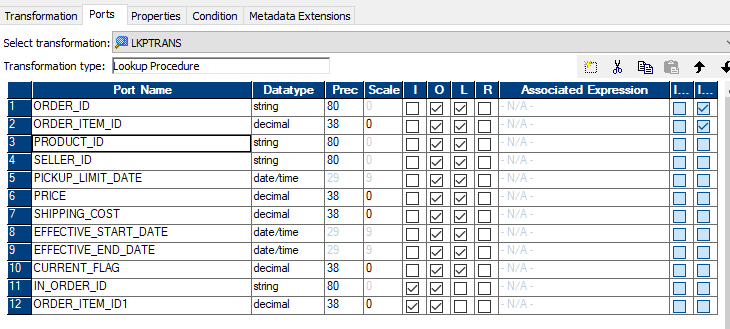 Transformation Ports Properties Condition Metadata Extensions
Select transformation: LKPTRANS
Transformation type: Lookup Procedure
Port Name Datatype Prec Scale I O L R Associated Expression I... I...
1 ORDER_ID string 80 0 - N/A -
2 ORDER_ITEM_ID decimal 38 0 - N/A -
3 PRODUCT_ID string 80 0 - N/A -
4 SELLER_ID string 80 0 - N/A -
5 PICKUP_LIMIT_DATE date/time 29 9 - N/A -
6 PRICE decimal 38 0 - N/A -
7 SHIPPING_COST decimal 38 0 - N/A -
8 EFFECTIVE_START_DATE date/time 29 9 - N/A -
9 EFFECTIVE_END_DATE date/time 29 9 - N/A -
10 CURRENT_FLAG decimal 38 0 - N/A -
11 IN_ORDER_ID string 80 0 - N/A -
12 ORDER_ITEM_ID1 decimal 38 0 - N/A -